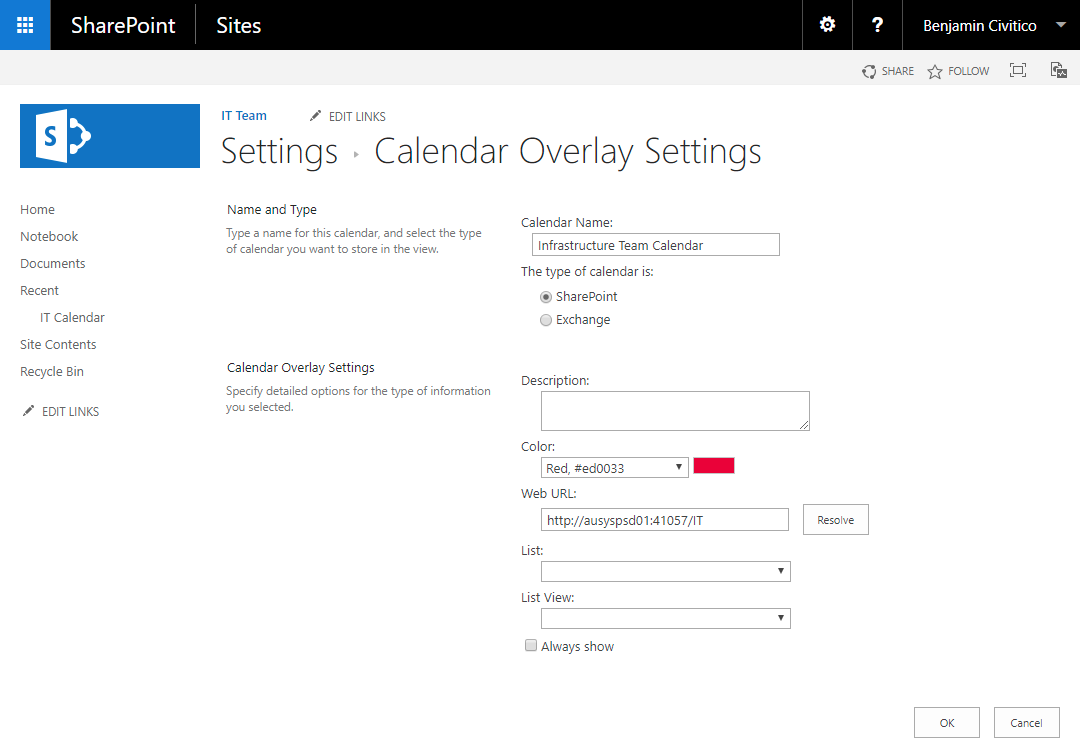 SharePoint Sites ? Benjamin Civitico
SHARE FOLLOW
S
IT Team EDIT LINKS
Settings Calendar Overlay Settings
Home
Notebook
Documents
Recent
IT Calendar
Site Contents
Recycle Bin
EDIT LINKS
Name and Type
Type a name for this calendar, and select the type
of calendar you want to store in the view.
Calendar Name:
Infrastructure Team Calendar
The type of calendar is:
SharePoint
Exchange
Calendar Overlay Settings
Specify detailed options for the type of information
you selected.
Description:
Color:
Red, #ed0033
Web URL:
http://ausyspsd01:41057/IT Resolve
List:
List View:
Always show
OK Cancel